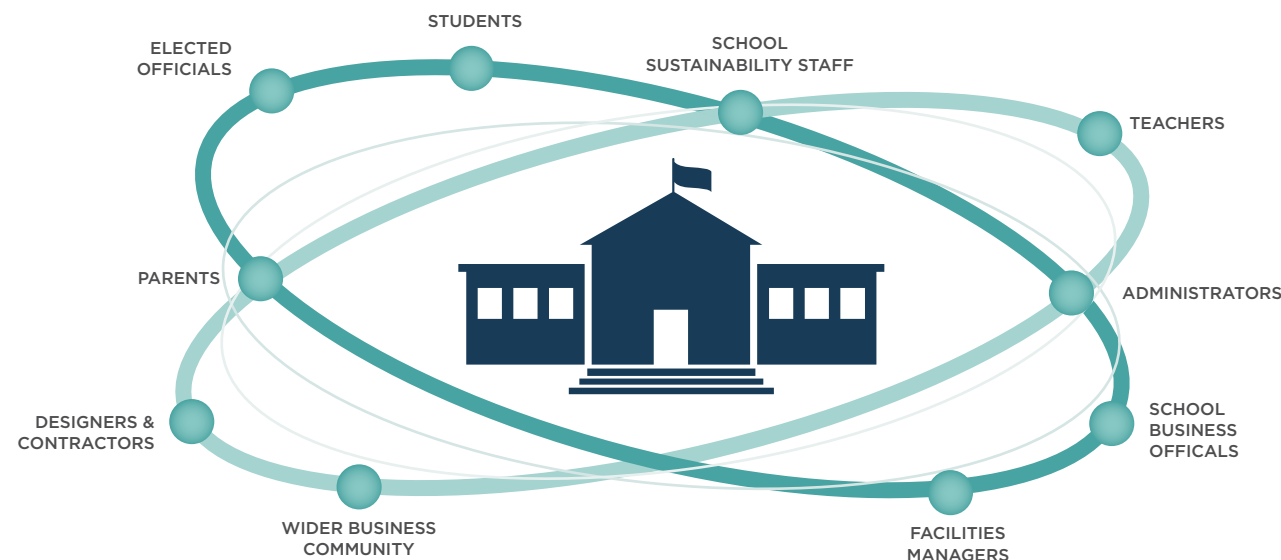 STUDENTS
ELECTED
OFFICIALS
SCHOOL
SUSTAINABILITY STAFF
TEACHERS
PARENTS
ADMINISTRATORS
DESIGNERS &
CONTRACTORS
SCHOOL
BUSINESS
OFFICALS
WIDER BUSINESS
COMMUNITY
FACILITIES
MANAGERS